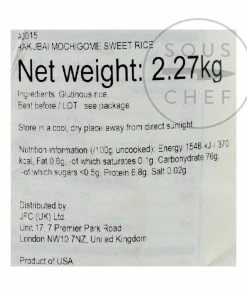 A3015
HAKUBAI MOCHIGOME SWEET RICE
SOUS
CHEF
Net weight: 2.27kg
Ingredients: Glutinous rice.
Best before / LOT : see package
Store in a cool, dry place away from direct sunlight.
Nutrition information (/100g uncooked): Energy 1548 kJ / 370
kcal, Fat 0.6g, -of which saturates 0.1g, Carbohydrate 76g,
-of which sugars <0.5g, Protein 6.8g, Salt 0.02g
Distributed by
JFC (UK) Ltd.
Unit 17, 7 Premier Park Road
London NW10 7NZ, United Kingdom
Product of USA